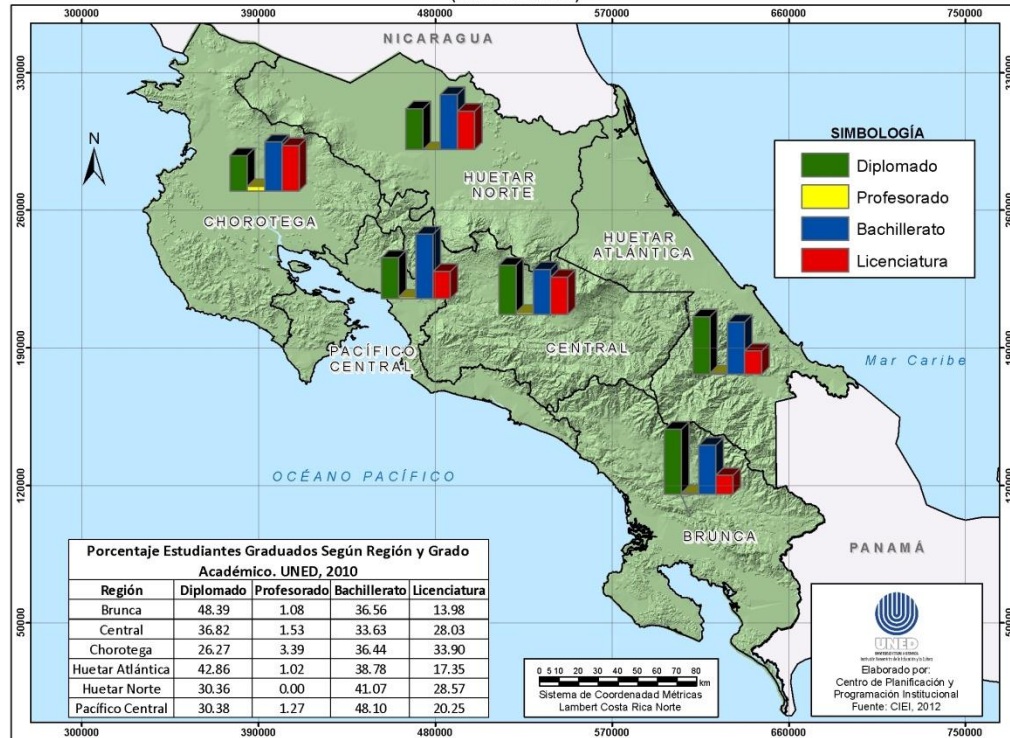 300000 390000 480000 570000 660000 750000
NICARAGUA
330000
N
SIMBOLOGÍA
Diplomado
Profesorado
Bachillerato
Licenciatura
HUETAR
NORTE
CHOROTEGA
260000 260000
HUETAR
ATLÁNTICA
PACÍFICO
CENTRAL
CENTRAL
190000 190000
Mar Caribe
OCÉANO PACÍFICO
120000 120000
BRUNCA
PANAMÁ
Porcentaje Estudiantes Graduados Según Región y Grado
Académico. UNED, 2010
Región Diplomado Profesorado Bachillerato Licenciatura
Brunca 48.39 1.08 36.56 13.98
Central 36.82 1.53 33.63 28.03
Chorotega 26.27 3.39 36.44 33.90
Huetar Atlántica 42.86 1.02 38.78 17.35
Huetar Norte 30.36 0.00 41.07 28.57
Pacífico Central 30.38 1.27 48.10 20.25
50000 50000
0 5 10 20 30 40 50 60 70 80
km
Sistema de Coordenadad Métricas
Lambert Costa Rica Norte
UNED
Elaborado por:
Centro de Planificación y
Programación Institucional
Fuente: CIEI, 2012
300000 390000 480000 570000 660000 750000